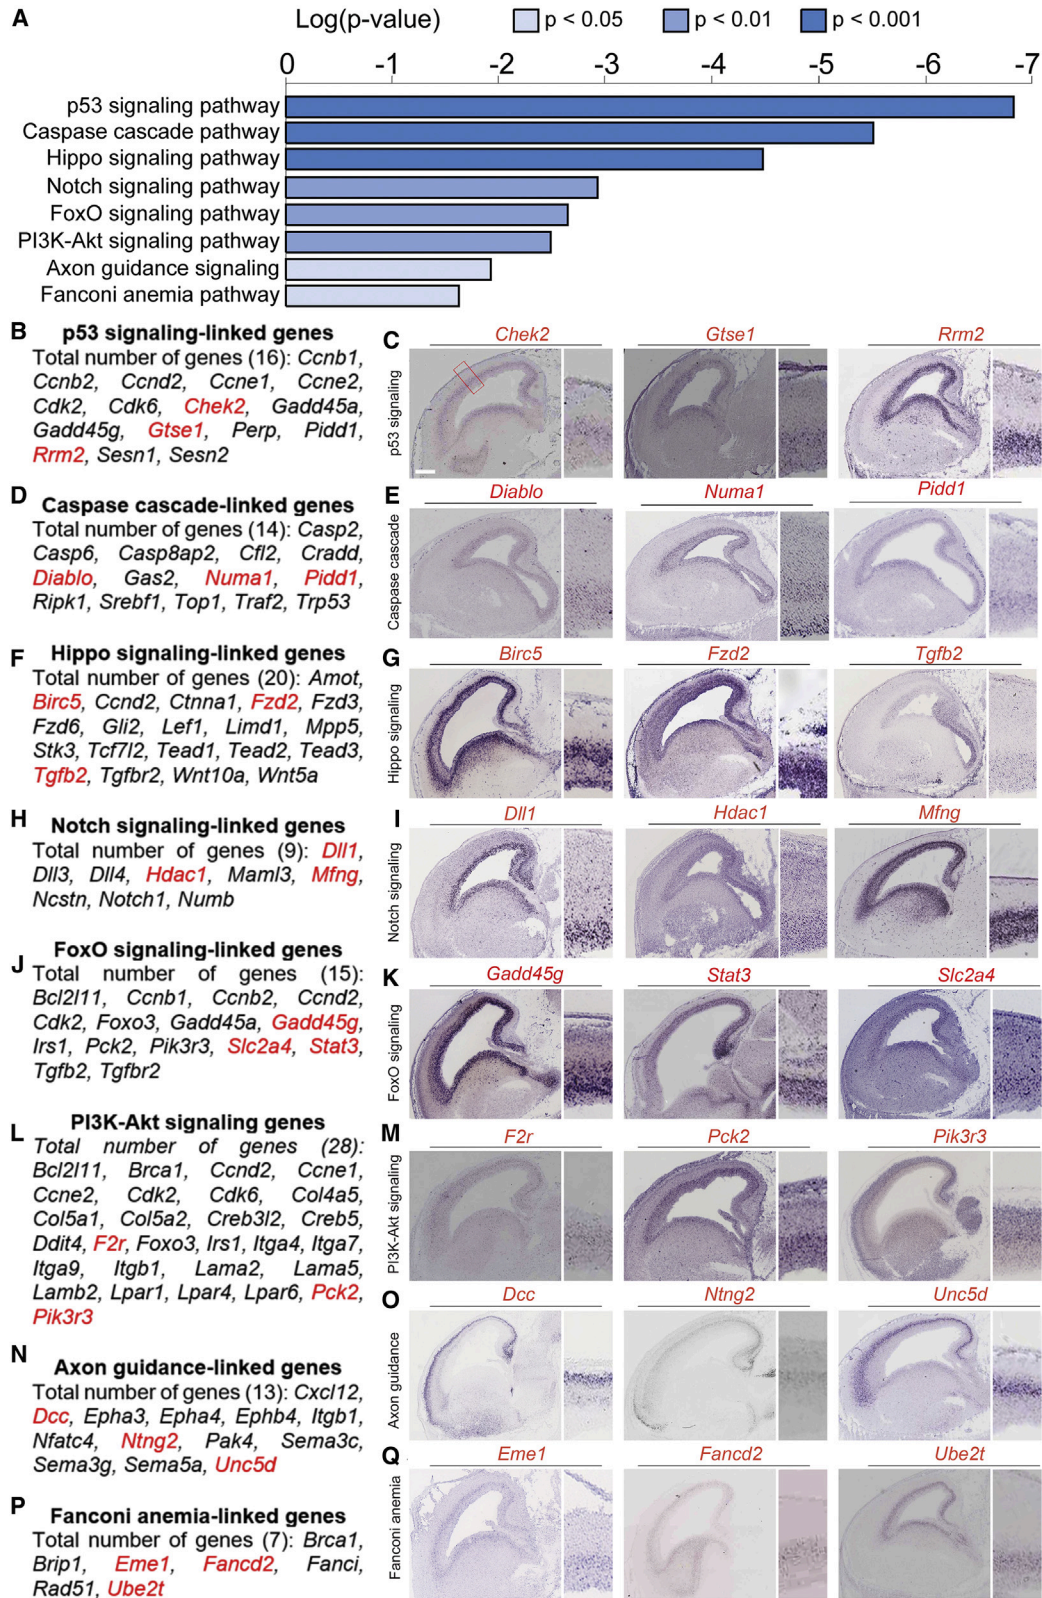 A
Log(p-value)
p < 0.05
p < 0.01
p < 0.001
0 -1 -2 -3 -4 -5 -6 -7
p53 signaling pathway
Caspase cascade pathway
Hippo signaling pathway
Notch signaling pathway
FoxO signaling pathway
PI3K-Akt signaling pathway
Axon guidance signaling
Fanconi anemia pathway
B
p53 signaling-linked genes
Total number of genes (16): Ccnb1,
Ccnb2, Ccnd2, Ccne1, Ccne2,
Cdk2, Cdk6, Chek2, Gadd45a,
Gadd45g, Gtse1, Perp, Pidd1,
Rrm2, Sesn1, Sesn2
C
Chek2
Gtse1
Rrm2
p53 signaling
D
Caspase cascade-linked genes
Total number of genes (14): Casp2,
Casp6, Casp8ap2, Cfl2, Cradd,
Diablo, Gas2, Numa1, Pidd1,
Ripk1, Srebf1, Top1, Traf2, Trp53
E
Diablo
Numa1
Pidd1
Caspase cascade
F
Hippo signaling-linked genes
Total number of genes (20): Amot,
Birc5, Ccnd2, Ctnna1, Fzd2, Fzd3,
Fzd6, Gli2, Lef1, Limd1, Mpp5,
Stk3, Tcf7l2, Tead1, Tead2, Tead3,
Tgfb2, Tgfbr2, Wnt10a, Wnt5a
G
Birc5
Fzd2
Tgfb2
Hippo signaling
H
Notch signaling-linked genes
Total number of genes (9): Dll1,
Dll3, Dll4, Hdac1, Maml3, Mfng,
Ncstn, Notch1, Numb
I
Dll1
Hdac1
Mfng
Notch signaling
J
FoxO signaling-linked genes
Total number of genes (15):
Bcl2l11, Ccnb1, Ccnb2, Ccnd2,
Cdk2, Foxo3, Gadd45a, Gadd45g,
Irs1, Pck2, Pik3r3, Slc2a4, Stat3,
Tgfb2, Tgfbr2
K
Gadd45g
Stat3
Slc2a4
FoxO signaling
L
PI3K-Akt signaling genes
Total number of genes (28):
Bcl2l11, Brca1, Ccnd2, Ccne1,
Ccne2, Cdk2, Cdk6, Col4a5,
Col5a1, Col5a2, Creb3l2, Creb5,
Ddit4, F2r, Foxo3, Irs1, Itga4, Itga7,
Itga9, Itgb1, Lama2, Lama5,
Lamb2, Lpar1, Lpar4, Lpar6, Pck2,
Pik3r3
M
F2r
Pck2
Pik3r3
PI3K-Akt signaling
N
Axon guidance-linked genes
Total number of genes (13): Cxcl12,
Dcc, Epha3, Epha4, Ephb4, Itgb1,
Nfatc4, Ntng2, Pak4, Sema3c,
Sema3g, Sema5a, Unc5d
O
Dcc
Ntng2
Unc5d
Axon guidance
P
Fanconi anemia-linked genes
Total number of genes (7): Brca1,
Brip1, Eme1, Fancd2, Fanci,
Rad51, Ube2t
Q
Eme1
Fancd2
Ube2t
Fanconi anemia